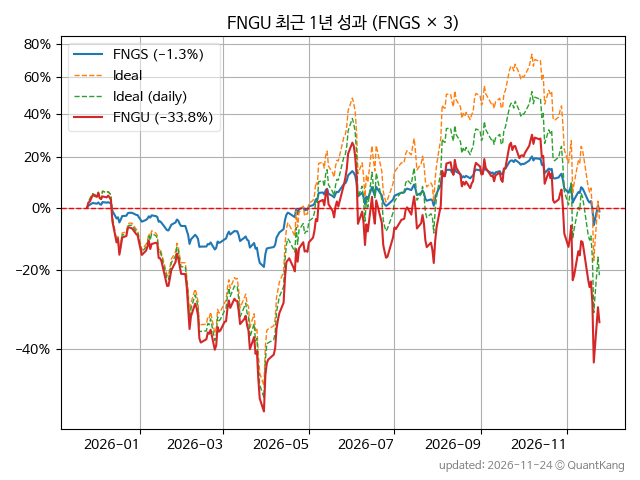 FNGU 최근 1년 성과 (FNGS × 3)
80%
60%
40%
20%
0%
−20%
−40%
FNGS (−1.3%)
Ideal
Ideal (daily)
FNGU (−33.8%)
2026-01
2026-03
2026-05
2026-07
2026-09
2026-11
updated: 2026-11-24 © QuantKang